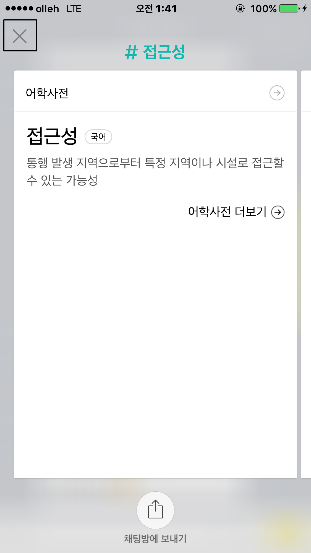 olleh LTE 오전 1:41 100%
# 접근성
어학사전
접근성 국어
통행 발생 지역으로부터 특정 지역이나 시설로 접근할
수 있는 가능성
어학사전 더보기
채팅방에 보내기